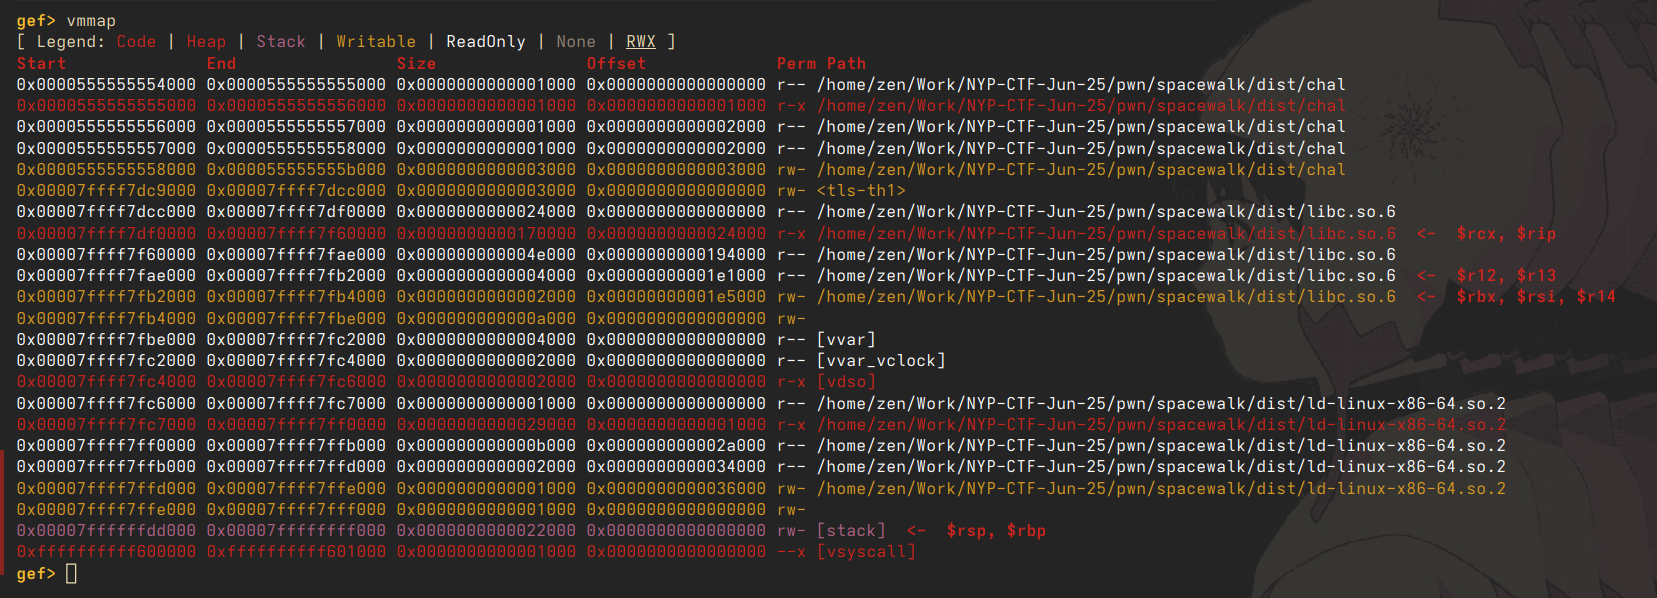 gef> vmmap
[ Legend: Code | Heap | Stack | Writable | ReadOnly | None | RWX ]
Start End Size Offset Perm Path
0x0000555555554000 0x0000555555555000 0x0000000000001000 0x0000000000000000 r-- /home/zen/Work/NYP-CTF-Jun-25/pwn/spacewalk/dist/chal
0x0000555555555000 0x0000555555556000 0x0000000000001000 0x0000000000001000 r-x /home/zen/Work/NYP-CTF-Jun-25/pwn/spacewalk/dist/chal
0x0000555555556000 0x0000555555557000 0x0000000000001000 0x0000000000002000 r-- /home/zen/Work/NYP-CTF-Jun-25/pwn/spacewalk/dist/chal
0x0000555555557000 0x0000555555558000 0x0000000000001000 0x0000000000002000 r-- /home/zen/Work/NYP-CTF-Jun-25/pwn/spacewalk/dist/chal
0x0000555555558000 0x000055555555b000 0x0000000000003000 0x0000000000003000 rw- /home/zen/Work/NYP-CTF-Jun-25/pwn/spacewalk/dist/chal
0x00007ffff7dc9000 0x00007ffff7dcc000 0x0000000000003000 0x0000000000000000 rw- <tls-th1>
0x00007ffff7dcc000 0x00007ffff7df0000 0x0000000000024000 0x0000000000000000 r-- /home/zen/Work/NYP-CTF-Jun-25/pwn/spacewalk/dist/libc.so.6
0x00007ffff7df0000 0x00007ffff7f60000 0x0000000000170000 0x0000000000024000 r-x /home/zen/Work/NYP-CTF-Jun-25/pwn/spacewalk/dist/libc.so.6 <- $rcx, $rip
0x00007ffff7f60000 0x00007ffff7fae000 0x000000000004e000 0x0000000000194000 r-- /home/zen/Work/NYP-CTF-Jun-25/pwn/spacewalk/dist/libc.so.6
0x00007ffff7fae000 0x00007ffff7fb2000 0x0000000000004000 0x00000000001e1000 r-- /home/zen/Work/NYP-CTF-Jun-25/pwn/spacewalk/dist/libc.so.6 <- $r12, $r13
0x00007ffff7fb2000 0x00007ffff7fb4000 0x0000000000002000 0x00000000001e5000 rw- /home/zen/Work/NYP-CTF-Jun-25/pwn/spacewalk/dist/libc.so.6 <- $rbx, $rsi, $r14
0x00007ffff7fb4000 0x00007ffff7fbe000 0x000000000000a000 0x0000000000000000 rw-
0x00007ffff7fbe000 0x00007ffff7fc2000 0x0000000000004000 0x0000000000000000 r-- [vvar]
0x00007ffff7fc2000 0x00007ffff7fc4000 0x0000000000002000 0x0000000000000000 r-- [vvar_vclock]
0x00007ffff7fc4000 0x00007ffff7fc6000 0x0000000000002000 0x0000000000000000 r-x [vdso]
0x00007ffff7fc6000 0x00007ffff7fc7000 0x0000000000001000 0x0000000000000000 r-- /home/zen/Work/NYP-CTF-Jun-25/pwn/spacewalk/dist/ld-linux-x86-64.so.2
0x00007ffff7fc7000 0x00007ffff7ff0000 0x0000000000029000 0x0000000000001000 r-x /home/zen/Work/NYP-CTF-Jun-25/pwn/spacewalk/dist/ld-linux-x86-64.so.2
0x00007ffff7ff0000 0x00007ffff7ffb000 0x000000000000b000 0x000000000002a000 r-- /home/zen/Work/NYP-CTF-Jun-25/pwn/spacewalk/dist/ld-linux-x86-64.so.2
0x00007ffff7ffb000 0x00007ffff7ffd000 0x0000000000002000 0x0000000000034000 r-- /home/zen/Work/NYP-CTF-Jun-25/pwn/spacewalk/dist/ld-linux-x86-64.so.2
0x00007ffff7ffd000 0x00007ffff7ffe000 0x0000000000001000 0x0000000000036000 rw- /home/zen/Work/NYP-CTF-Jun-25/pwn/spacewalk/dist/ld-linux-x86-64.so.2
0x00007ffff7ffe000 0x00007ffff7fff000 0x0000000000001000 0x0000000000000000 rw-
0x00007ffffffdd000 0x00007ffffffff000 0x0000000000022000 0x0000000000000000 rw- [stack] <- $rsp, $rbp
0xffffffffff600000 0xffffffffff601000 0x0000000000001000 0x0000000000000000 --x [vsyscall]
gef>